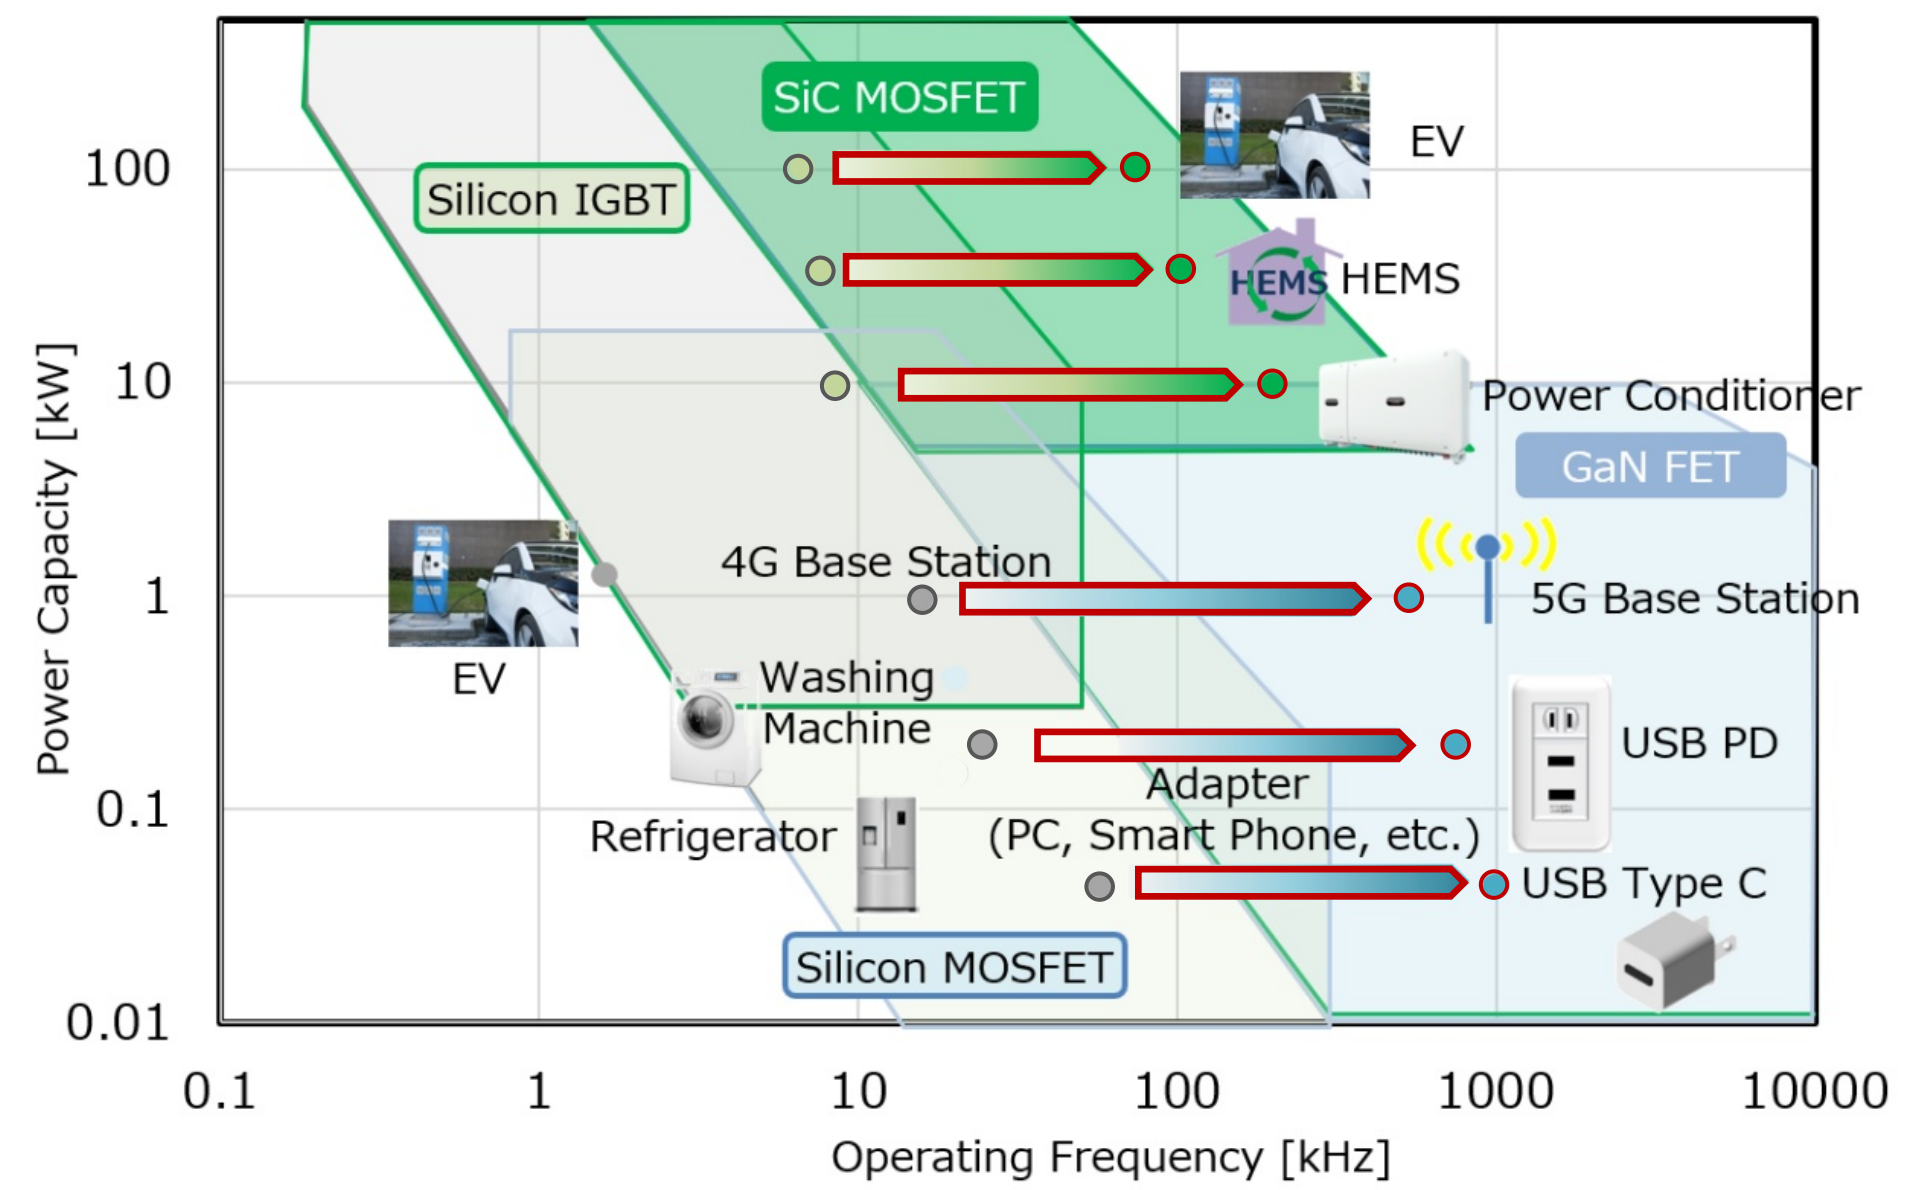 SiC MOSFET
EV
100
Silicon IGBT
HEMS
HEMS
10
Power Conditioner
GaN FET
Power Capacity [kW]
4G Base Station
1
5G Base Station
EV
Washing
Machine
USB PD
Adapter
0.1
Refrigerator
(PC, Smart Phone, etc.)
USB Type C
Silicon MOSFET
0.01
0.1
1
10
100
1000
10000
Operating Frequency [kHz]